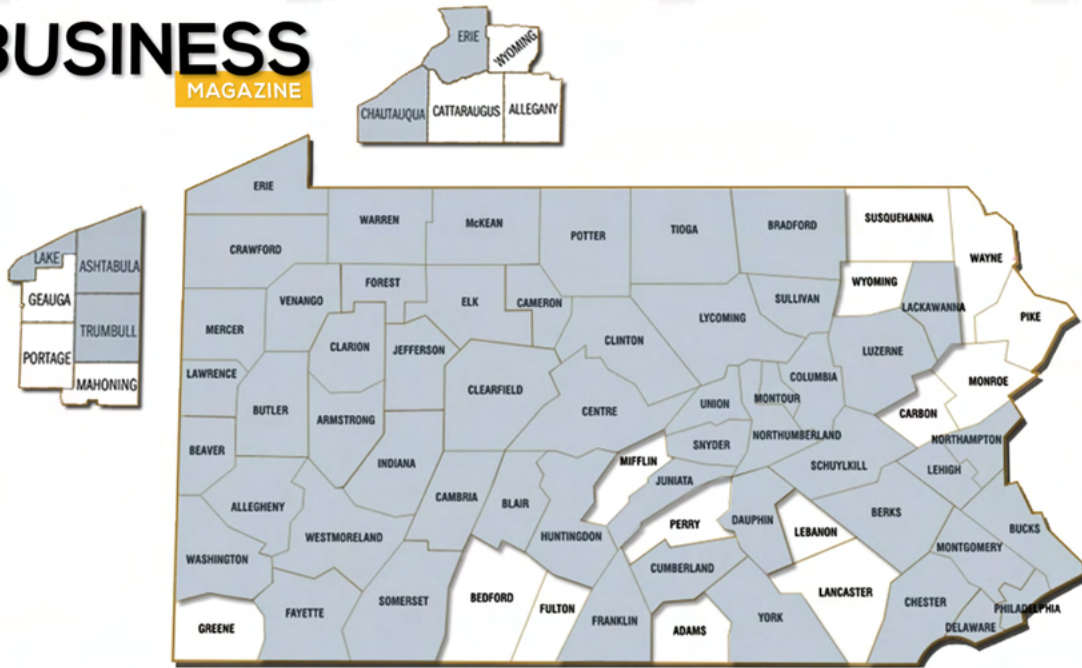 BUSINESS
MAGAZINE
ERIE
WYOMING
CHAUTAUQUA
CATTARAUGUS
ALLEGANY
LAKE
ASHTABULA
GEAUGA
TRUMBULL
PORTAGE
MAHONING
ERIE
WARREN
McKEAN
POTTER
TIOGA
BRADFORD
SUSQUEHANNA
WAYNE
CRAWFORD
FOREST
VENANGO
ELK
CAMERON
SULLIVAN
WYOMING
LACKAWANNA
PIKE
MERCER
CLARION
JEFFERSON
CLINTON
LYCOMING
LUZERNE
LAWRENCE
BUTLER
ARMSTRONG
CLEARFIELD
CENTRE
UNION
MONTOUR
COLUMBIA
CARBON
MONROE
BEAVER
INDIANA
MIFFLIN
SNYDER
NORTHUMBERLAND
SCHUYLKILL
LEHIGH
NORTHAMPTON
ALLEGHENY
WESTMORELAND
CAMBRIA
BLAIR
HUNTINGDON
JUNIATA
PERRY
DAUPHIN
LEBANON
BERKS
BUCKS
WASHINGTON
CUMBERLAND
MONTGOMERY
GREENE
FAYETTE
SOMERSET
BEDFORD
FULTON
FRANKLIN
ADAMS
YORK
LANCASTER
CHESTER
DELAWARE
PHILADELPHIA